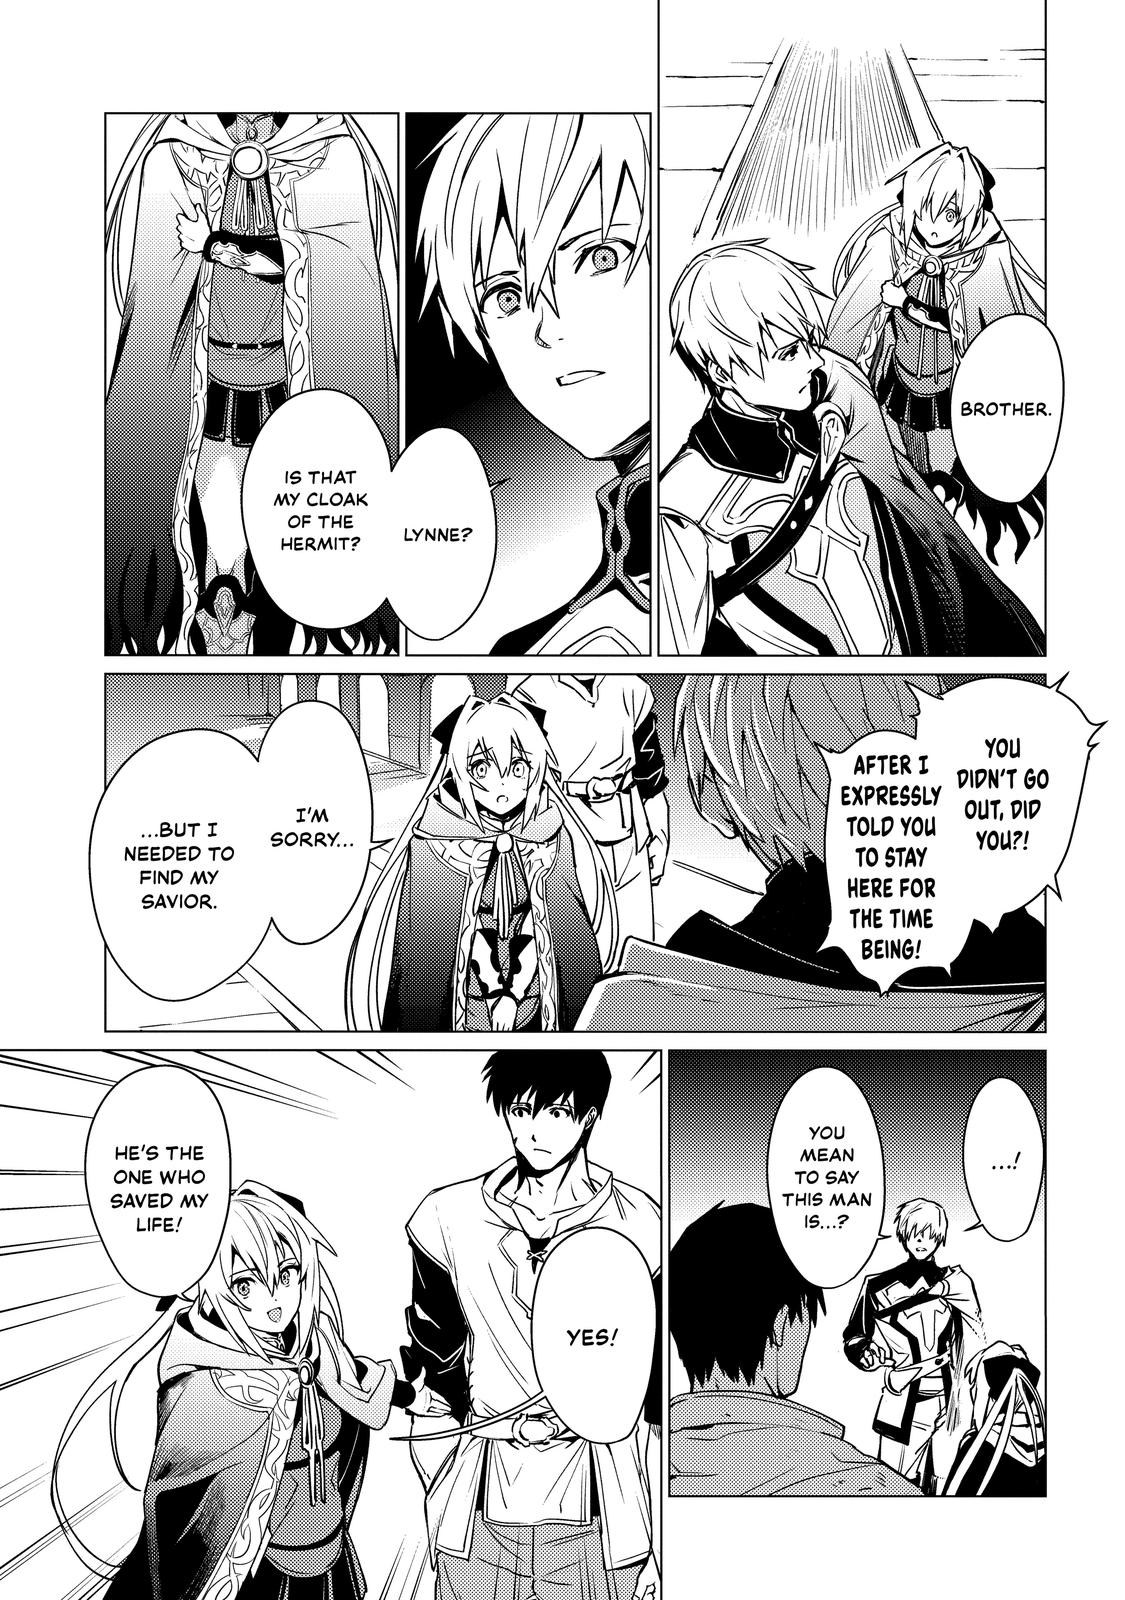 BROTHER.
LYNNE?
IS THAT
MY CLOAK
OF THE
HERMIT?
YOU
DIDN'T GO
OUT, DID
YOU?!
AFTER I
EXPRESSLY
TOLD YOU
TO STAY
HERE FOR
THE TIME
BEING!
I'M
SORRY...
...BUT I
NEEDED TO
FIND MY
SAVIOR.
...!
YOU
MEAN
TO SAY
THIS MAN
IS...?
YES!
HE'S THE
ONE WHO
SAVED MY
LIFE!